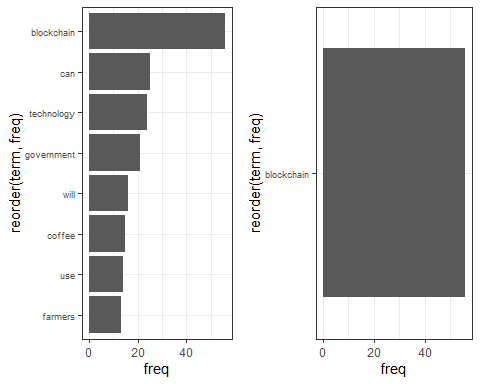 reorder(term, freq)
blockchain
can
technology
government
will
coffee
use
farmers
0 20 40
freq
reorder(term, freq)
blockchain
0 20 40
freq